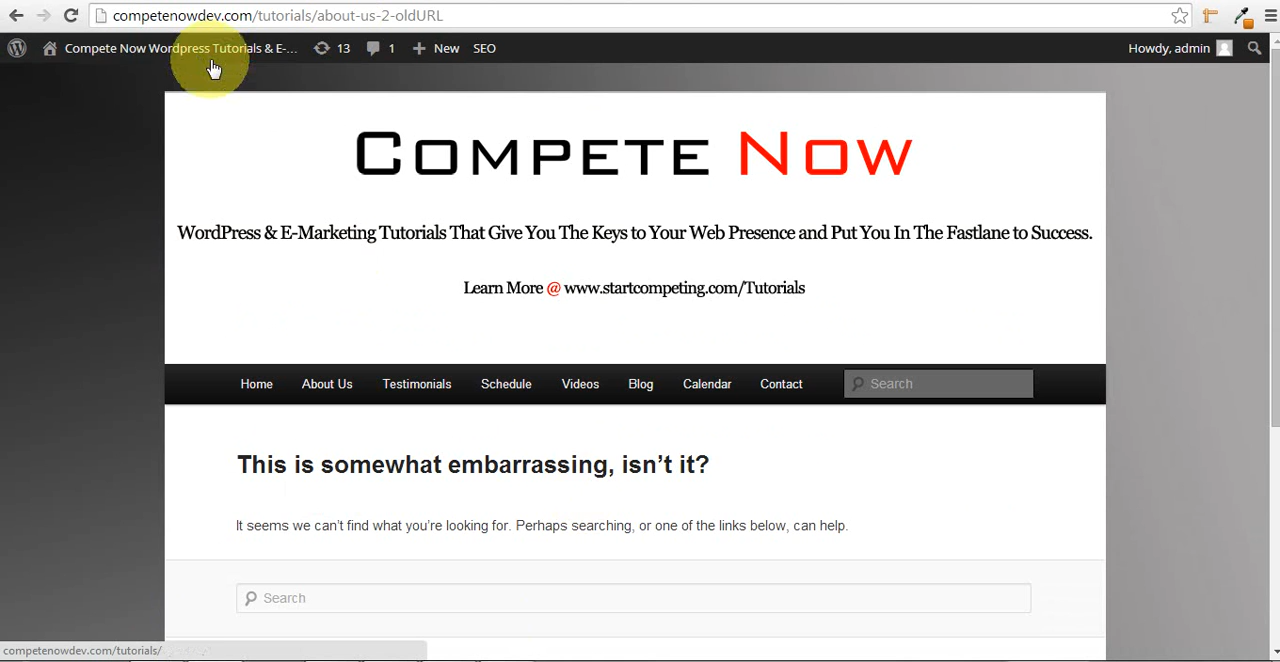 competenowdev.com/tutorials/about-us-2-oldURL
Compete Now Wordpress Tutorials & E-... 13 1 New SEO Howdy, admin
Compete Now
WordPress & E-Marketing Tutorials That Give You The Keys to Your Web Presence and Put You In The Fastlane to Success.
Learn More @ www.startcompeting.com/Tutorials
Home About Us Testimonials Schedule Videos Blog Calendar Contact Search
This is somewhat embarrassing, isn’t it?
It seems we can’t find what you’re looking for. Perhaps searching, or one of the links below, can help.
Search
competenowdev.com/tutorials/